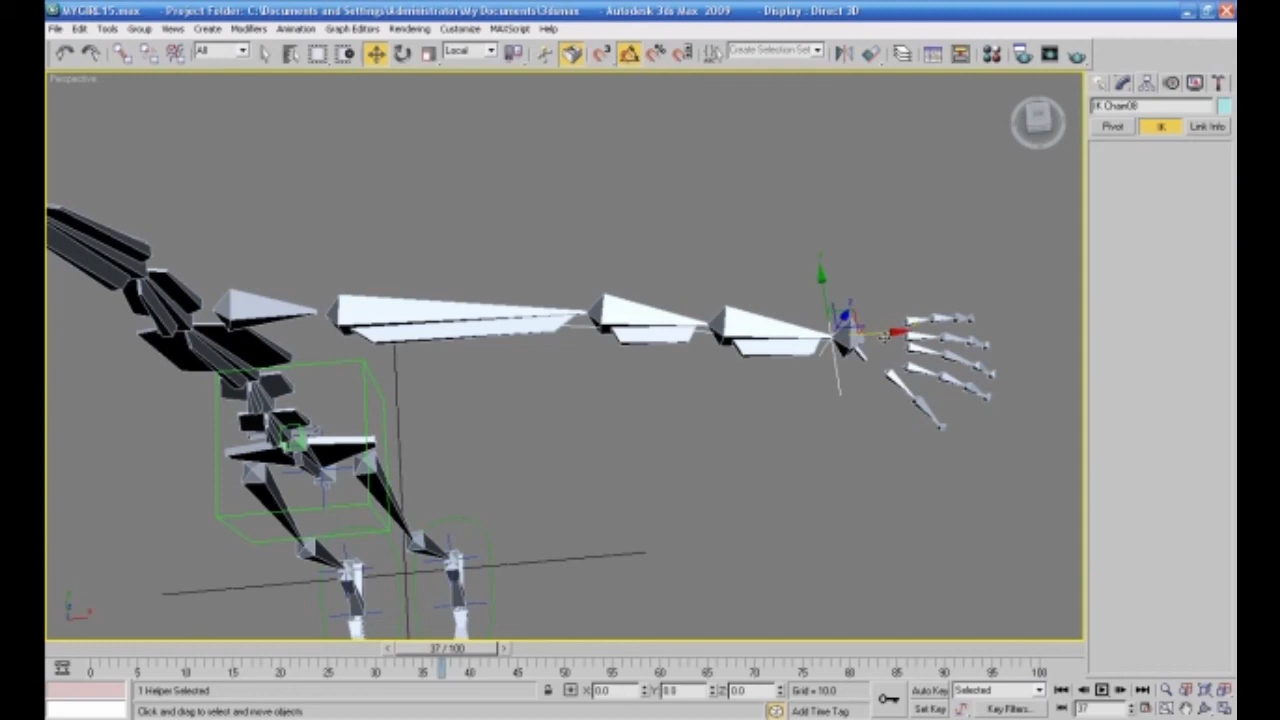 MYGIRL15.max - Project Folder: C:\Documents and Settings\Administrator\My Documents\3dsmax - Autodesk 3ds Max 2009 - Display : Direct 3D
File Edit Tools Group Views Create Modifiers Animation Graph Editors Rendering Customize MAXScript Help
All Local Create Selection Set
Perspective
IK Chain08
Pivot IK Link Info
37 / 100
0 5 10 15 20 25 30 35 40 45 50 55 60 65 70 75 80 85 90 95 100
1 Helper Selected X: 0.0 Y: 0.0 Z: 0.0 Grid = 10.0 Auto Key Selected
Click and drag to select and move objects Add Time Tag Set Key Key Filters... 37